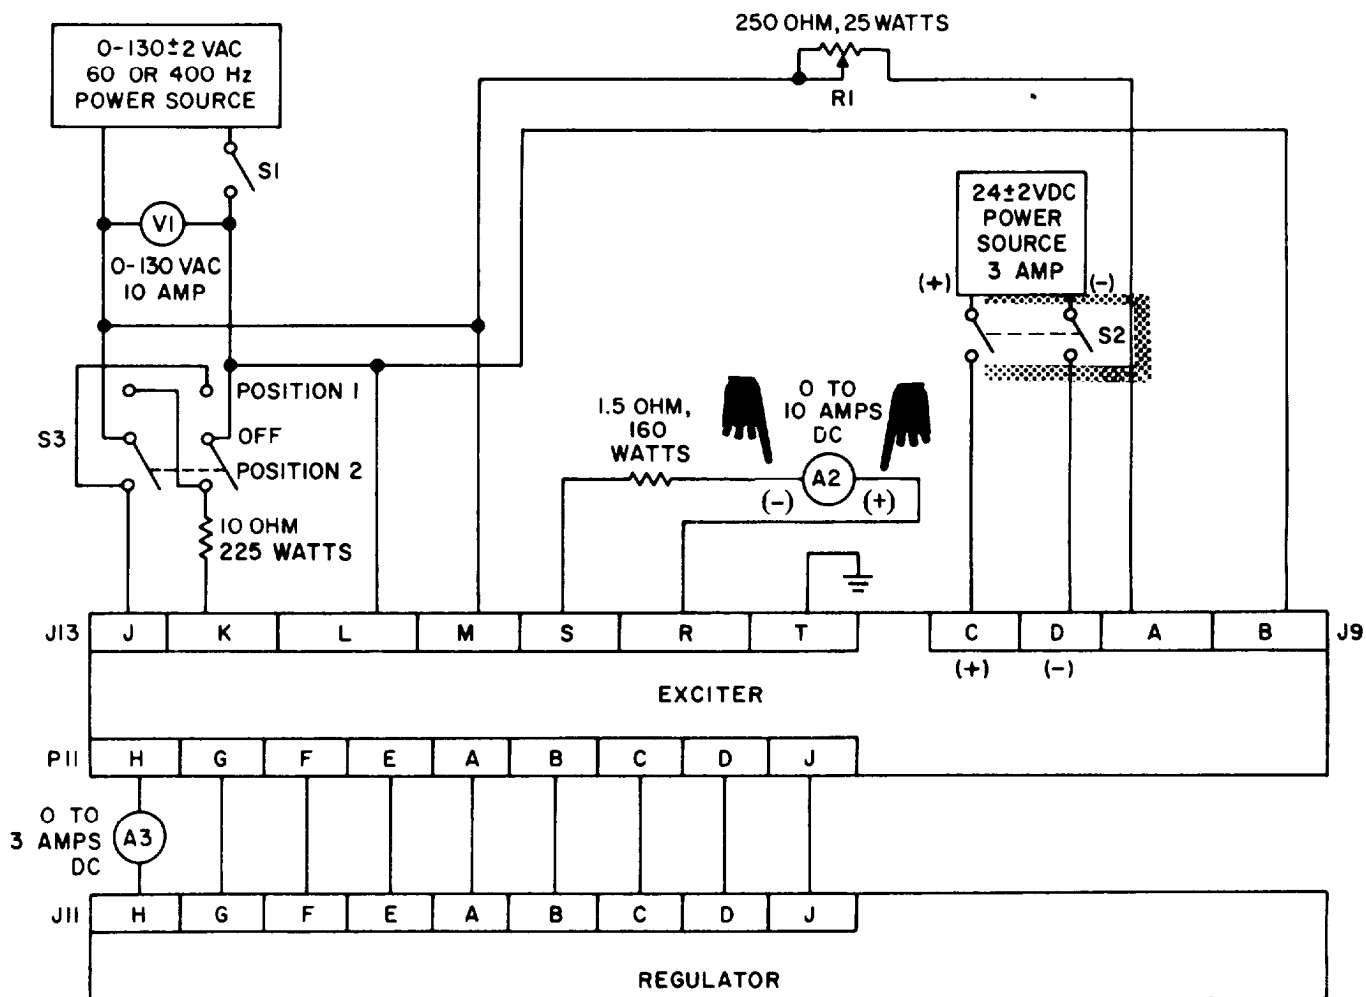 250 OHM, 25 WATTS
0-130±2 VAC
60 OR 400 Hz
POWER SOURCE
R1
S1
24±2VDC
POWER
SOURCE
3 AMP
(+)
(-)
V1
0-130 VAC
10 AMP
S2
POSITION 1
S3
OFF
POSITION 2
1.5 OHM,
160
WATTS
0 TO
10 AMPS
DC
A2
(-)
(+)
10 OHM
225 WATTS
J13
J
K
L
M
S
R
T
C
D
A
B
J9
(+)
(-)
EXCITER
P11
H
G
F
E
A
B
C
D
J
0 TO
3 AMPS
DC
A3
J11
H
G
F
E
A
B
C
D
J
REGULATOR